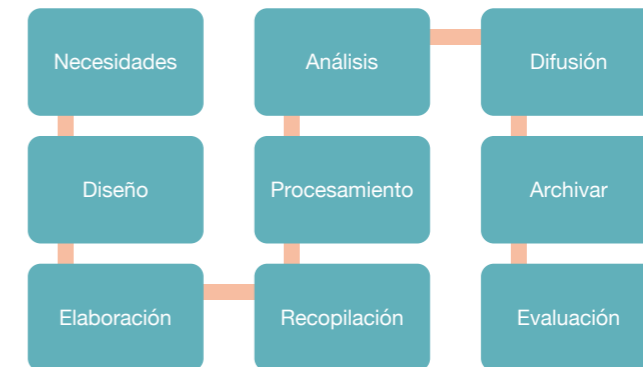 Necesidades
Diseño
Elaboración
Recopilación
Procesamiento
Análisis
Difusión
Archivar
Evaluación